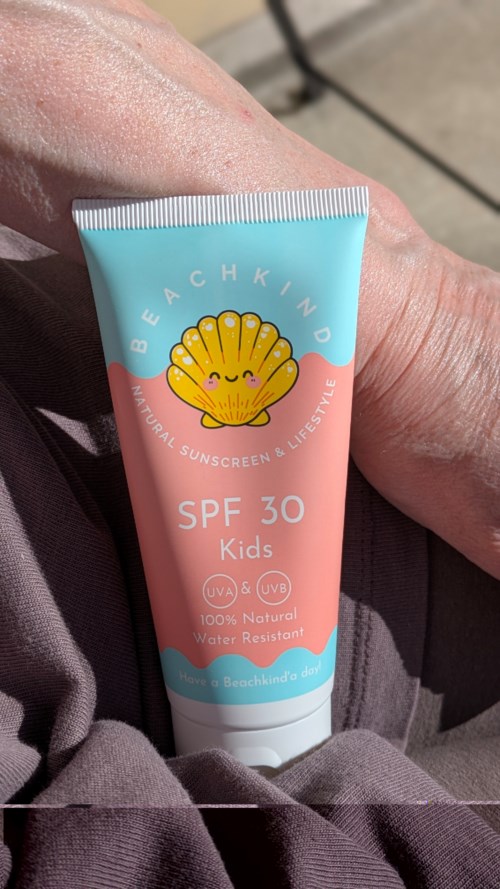 BEACHKIND
NATURAL SUNSCREEN & LIFESTYLE
SPF 30
Kids
UVA & UVB
100% Natural
Water Resistant
Have a Beachkind'a day!